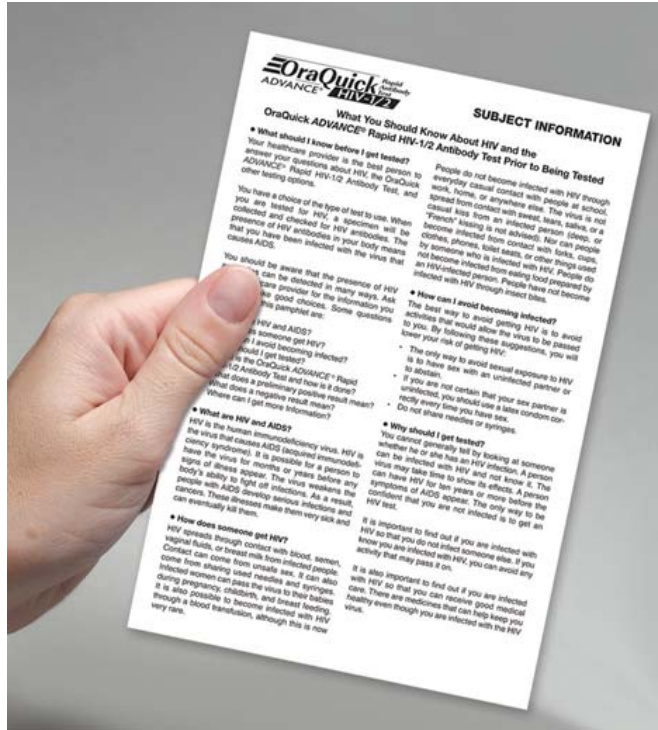 OraQuick
Rapid
Antibody
Test
ADVANCE®
HIV-1/2
SUBJECT INFORMATION
What You Should Know About HIV and the
OraQuick ADVANCE® Rapid HIV-1/2 Antibody Test Prior to Being Tested
● What should I know before I get tested?
Your healthcare provider is the best person to
answer your questions about HIV, the OraQuick
ADVANCE® Rapid HIV-1/2 Antibody Test, and
other testing options.
You have a choice of the type of test to use. When
you are tested for HIV, a specimen will be
collected and checked for HIV antibodies. The
presence of HIV antibodies in your body means
that you have been infected with the virus that
causes AIDS.
You should be aware that the presence of HIV
can be detected in many ways. Ask
care provider for the information you
make good choices. Some questions
this pamphlet are:
HIV and AIDS?
someone get HIV?
I avoid becoming infected?
should I get tested?
is the OraQuick ADVANCE® Rapid
1/2 Antibody Test and how is it done?
What does a preliminary positive result mean?
What does a negative result mean?
Where can I get more Information?
● What are HIV and AIDS?
HIV is the human immunodeficiency virus. HIV is
the virus that causes AIDS (acquired immunodefi-
ciency syndrome). It is possible for a person to
have the virus for months or years before any
signs of illness appear. The virus weakens the
body's ability to fight off infections. As a result,
people with AIDS develop serious infections and
cancers. These illnesses make them very sick and
can eventually kill them.
● How does someone get HIV?
HIV spreads through contact with blood, semen,
vaginal fluids, or breast milk from infected people.
Contact can come from unsafe sex. It can also
come from sharing used needles and syringes.
Infected women can pass the virus to their babies
during pregnancy, childbirth, and breast feeding.
It is also possible to become infected with HIV
through a blood transfusion, although this is now
very rare.
People do not become infected with HIV through
everyday casual contact with people at school,
work, home, or anywhere else. The virus is not
spread from contact with sweat, tears, saliva, or a
casual kiss from an infected person (deep, or
"French" kissing is not advised). Nor can people
become infected from contact with forks, cups,
clothes, phones, toilet seats, or other things used
by someone who is infected with HIV. People do
not become infected from eating food prepared by
an HIV-infected person. People have not become
infected with HIV through insect bites.
● How can I avoid becoming infected?
The best way to avoid getting HIV is to avoid
activities that would allow the virus to be passed
to you. By following these suggestions, you will
lower your risk of getting HIV:
• The only way to avoid sexual exposure to HIV
is to have sex with an uninfected partner or
to abstain.
• If you are not certain that your sex partner is
uninfected, you should use a latex condom cor-
rectly every time you have sex.
• Do not share needles or syringes.
● Why should I get tested?
You cannot generally tell by looking at someone
whether he or she has an HIV infection. A person
can be infected with HIV and not know it. The
virus may take time to show its effects. A person
can have HIV for ten years or more before the
symptoms of AIDS appear. The only way to be
confident that you are not infected is to get an
HIV test.
It is important to find out if you are infected with
HIV so that you do not infect someone else. If you
know you are infected with HIV, you can avoid any
activity that may pass it on.
It is also important to find out if you are infected
with HIV so that you can receive good medical
care. There are medicines that can help keep you
healthy even though you are infected with the HIV
virus.